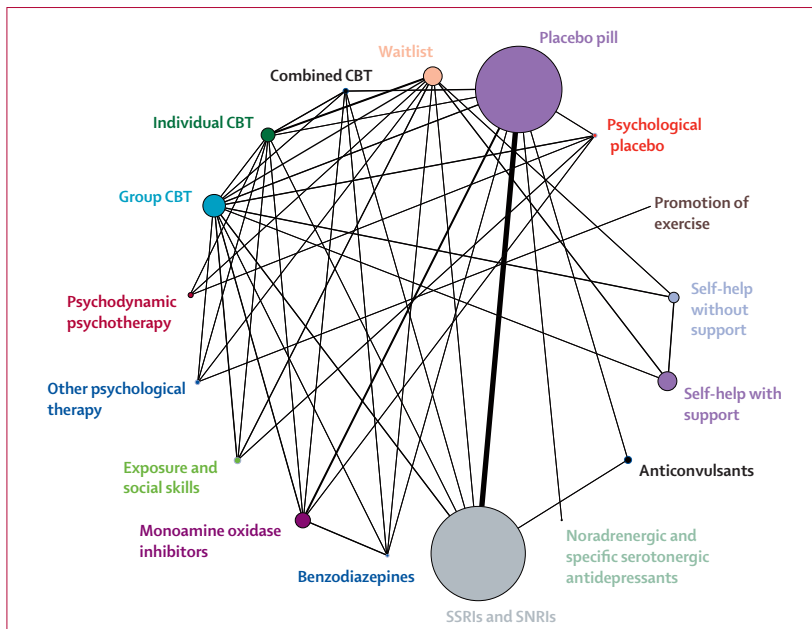 Placebo pill
Waitlist
Combined CBT
Individual CBT
Psychological
placebo
Group CBT
Promotion of
exercise
Self-help
without
support
Psychodynamic
psychotherapy
Other psychological
therapy
Self-help with
support
Exposure and
social skills
Anticonvulsants
Monoamine oxidase
inhibitors
Noradrenergic and
specific serotonergic
antidepressants
Benzodiazepines
SSRIs and SNRIs